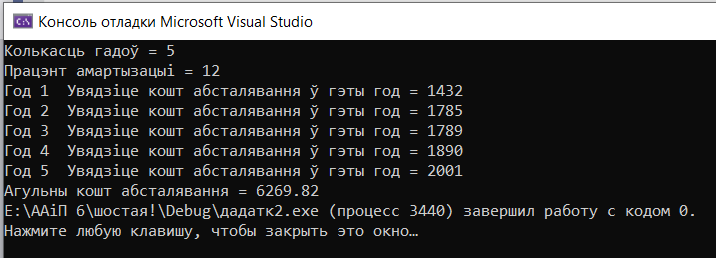 Консоль отладки Microsoft Visual Studio
Колькасць гадоў = 5
Працэнт амартызацыі = 12
Год 1  Увядзіце кошт абсталявання ў гэты год = 1432
Год 2  Увядзіце кошт абсталявання ў гэты год = 1785
Год 3  Увядзіце кошт абсталявання ў гэты год = 1789
Год 4  Увядзіце кошт абсталявання ў гэты год = 1890
Год 5  Увядзіце кошт абсталявання ў гэты год = 2001
Агульны кошт абсталявання = 6269.82
E:\ААіП 6\шостая!\Debug\дадатк2.exe (процесс 3440) завершил работу с кодом 0.
Нажмите любую клавишу, чтобы закрыть это окно…